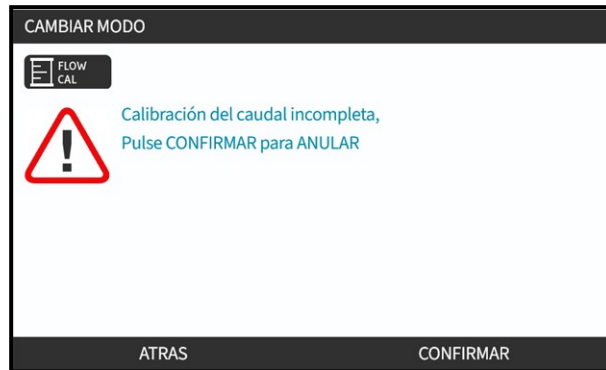 CAMBIAR MODO
FLOW
CAL
Calibración del caudal incompleta,
Pulse CONFIRMAR para ANULAR
!
ATRAS
CONFIRMAR